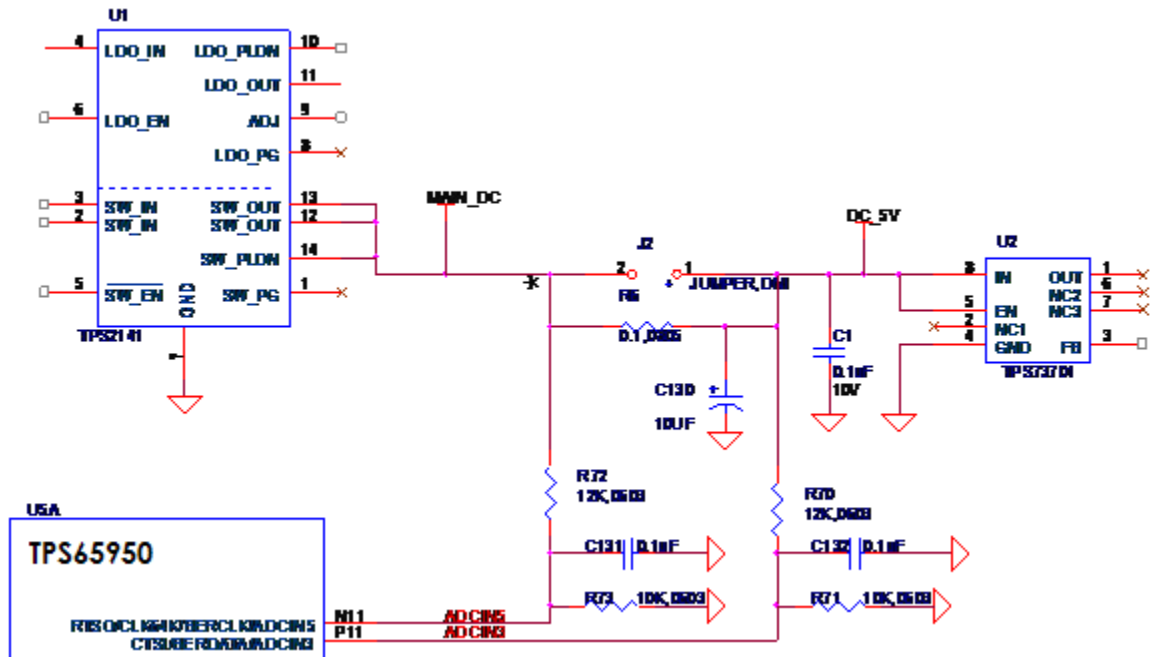 U1
4 LDO_IN LDO_PLDN 10
LDO_OUT 11
6 LDO_EN ADJ 9
LDO_PG 8
3 SW_IN SW_OUT 13
2 SW_IN SW_OUT 12
SW_PLDN 14
5 SW_EN SW_PG 1
GND
7
TPS2141
MAIN_DC
J2
2 1
JUMPER,DNI
R6
0.1,0805
C130
10UF
DC_5V
C1
0.1uF
10V
U2
8 IN OUT 1
NC2 6
5 EN NC3 7
2 NC1
4 GND FB 3
TPS73701
R72
12K,0603
R70
12K,0603
C131 0.1uF
C132 0.1uF
R73 10K,0603
R71 10K,0603
U5A
TPS65950
N11 ADCIN5
P11 ADCIN3